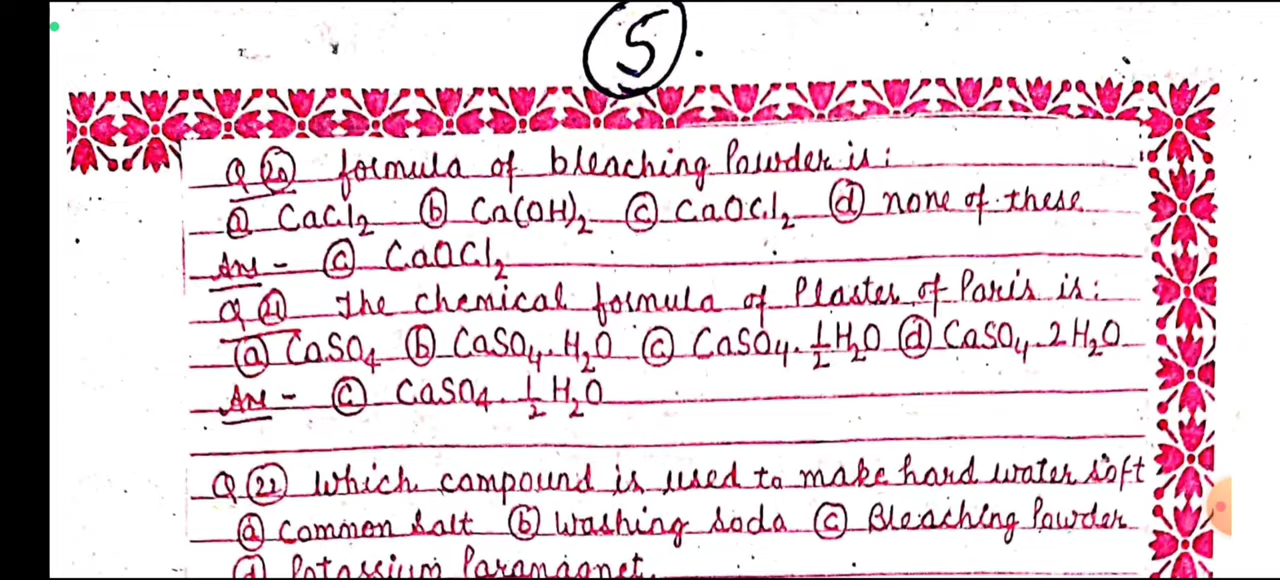 5.
Q (20) formula of bleaching Powder is:
(a) CaCl₂ (b) Ca(OH)₂ (c) CaOCl₂ (d) none of these
Ans - (c) CaOCl₂
Q (21) The chemical formula of Plaster of Paris is:
(a) CaSO₄ (b) CaSO₄.H₂O (c) CaSO₄.½H₂O (d) CaSO₄.2H₂O
Ans - (c) CaSO₄.½H₂O
Q (22) Which compound is used to make hard water soft
(a) Common Salt (b) Washing Soda (c) Bleaching Powder
(d) Potassium